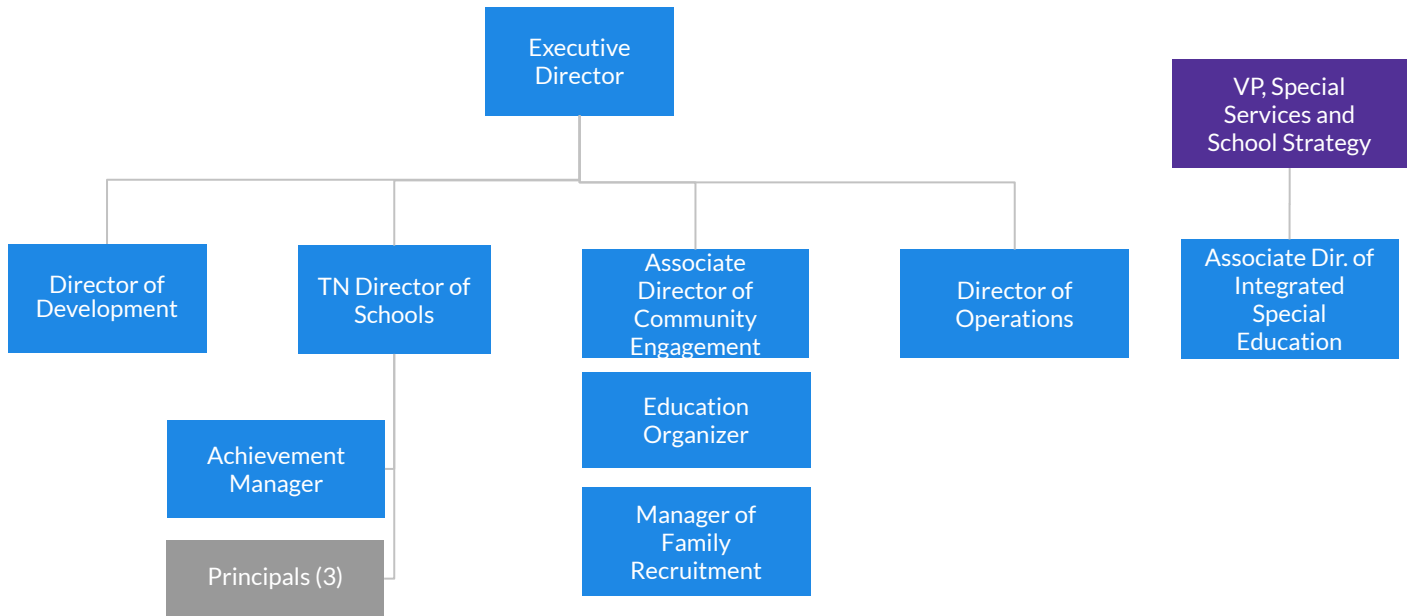 Executive
Director
VP, Special
Services and
School Strategy
Director of
Development
TN Director of
Schools
Associate
Director of
Community
Engagement
Director of
Operations
Associate Dir. of
Integrated
Special
Education
Education
Organizer
Achievement
Manager
Manager of
Family
Recruitment
Principals (3)